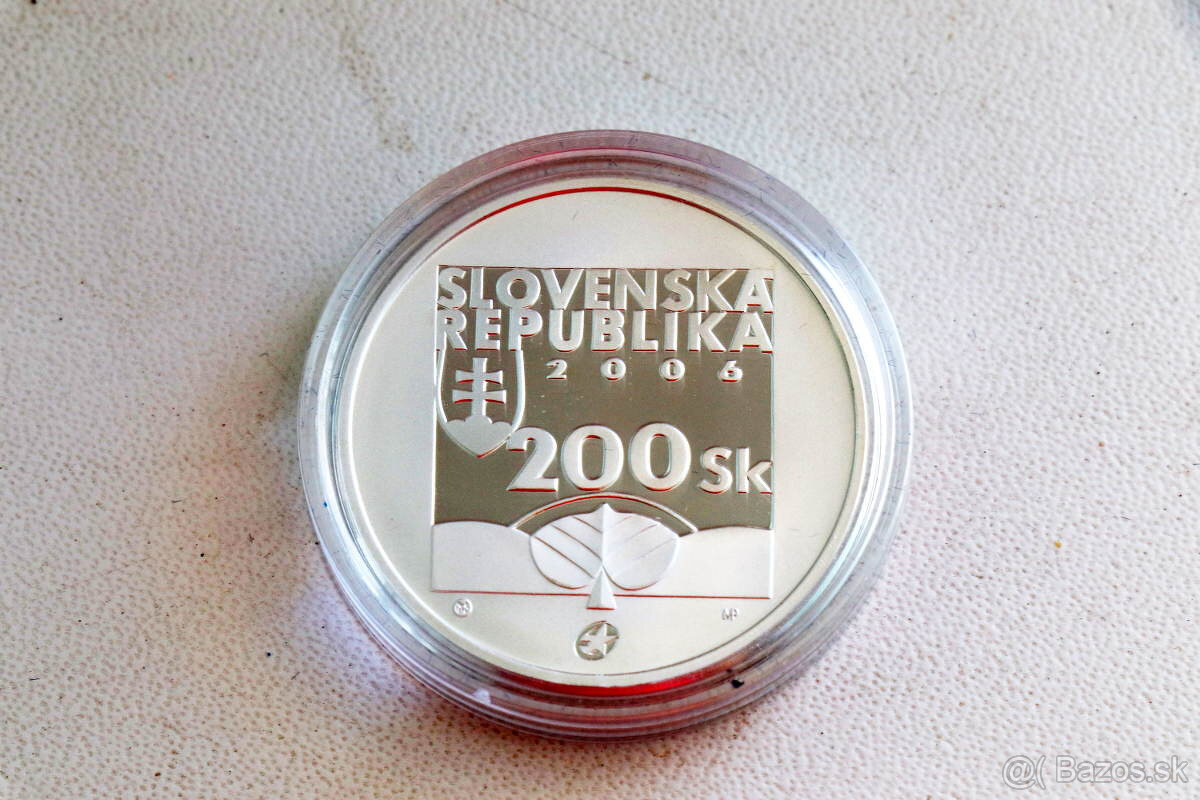 SLOVENSKÁ
REPUBLIKA
2006
200 Sk
MP
@( Bazos.sk